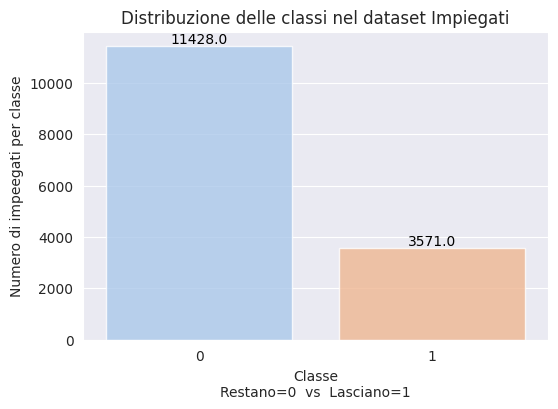 Distribuzione delle classi nel dataset Impiegati
11428.0
3571.0
10000
8000
6000
4000
2000
0
Numero di impeegati per classe
0 1
Classe
Restano=0 vs Lasciano=1